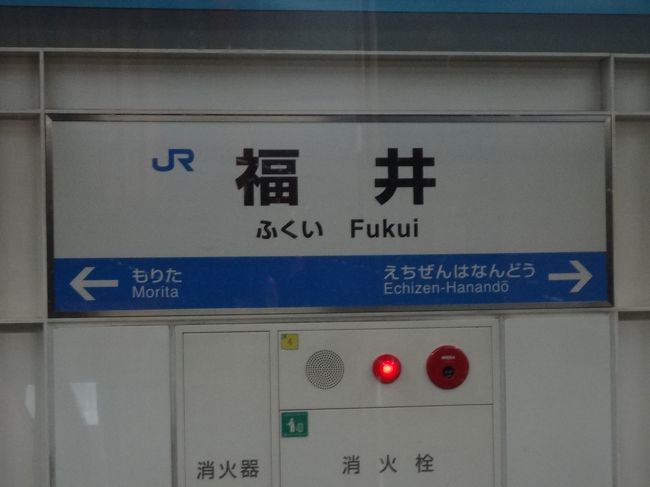 JR 福井
ふくい Fukui
← もりた
Morita
えちぜんはなんどう →
Echizen-Hanandō
4
消火器
消火栓